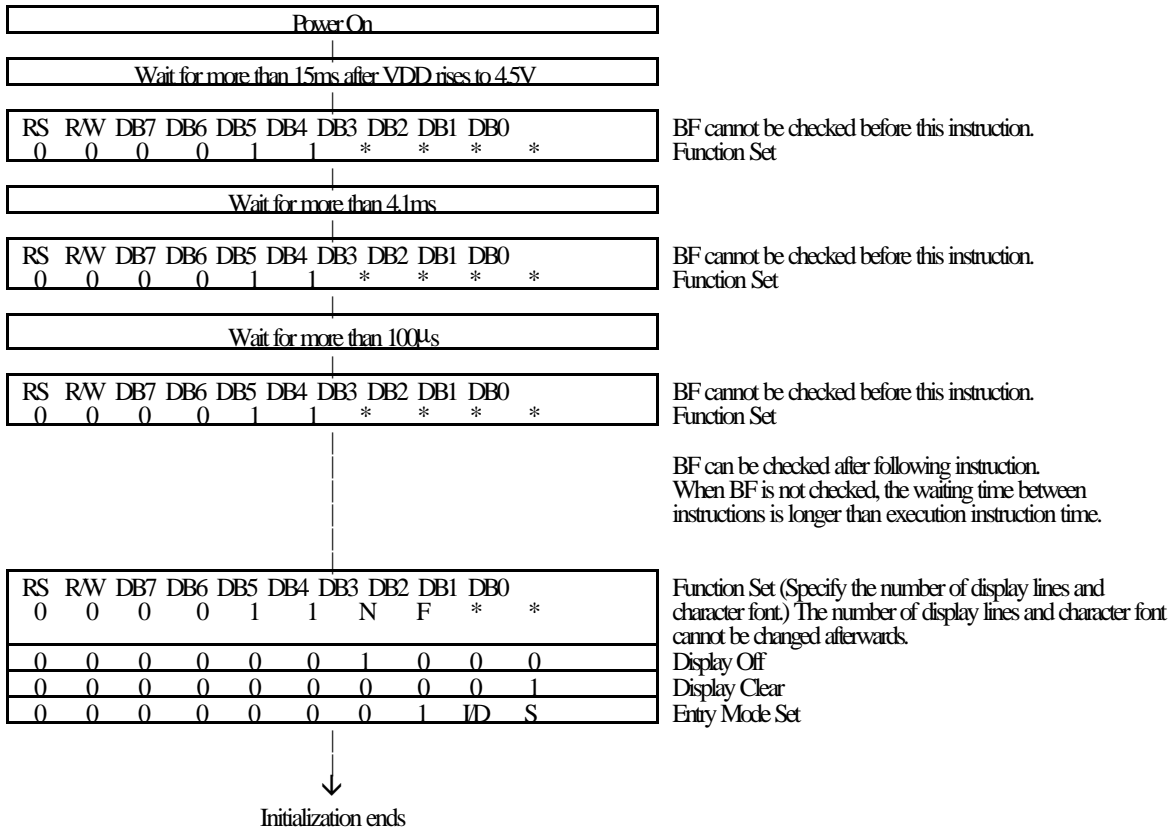 Power On
Wait for more than 15ms after VDD rises to 4.5V
RS R/W DB7 DB6 DB5 DB4 DB3 DB2 DB1 DB0 BF cannot be checked before this instruction.
0 0 0 0 1 1 * * * * Function Set
Wait for more than 4.1ms
RS R/W DB7 DB6 DB5 DB4 DB3 DB2 DB1 DB0 BF cannot be checked before this instruction.
0 0 0 0 1 1 * * * * Function Set
Wait for more than 100µs
RS R/W DB7 DB6 DB5 DB4 DB3 DB2 DB1 DB0 BF cannot be checked before this instruction.
0 0 0 0 1 1 * * * * Function Set
BF can be checked after following instruction.
When BF is not checked, the waiting time between
instructions is longer than execution instruction time.
RS R/W DB7 DB6 DB5 DB4 DB3 DB2 DB1 DB0 Function Set (Specify the number of display lines and
0 0 0 0 1 1 N F * * character font.) The number of display lines and character font
cannot be changed afterwards.
0 0 0 0 0 0 1 0 0 0 Display Off
0 0 0 0 0 0 0 0 0 1 Display Clear
0 0 0 0 0 0 0 1 I/D S Entry Mode Set
Initialization ends